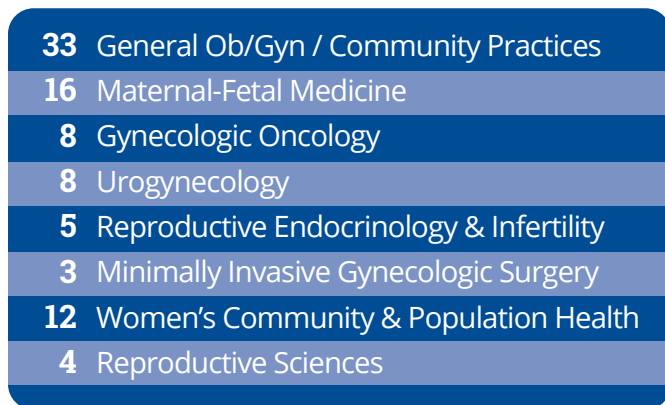 33 General Ob/Gyn / Community Practices
16 Maternal-Fetal Medicine
8 Gynecologic Oncology
8 Urogynecology
5 Reproductive Endocrinology & Infertility
3 Minimally Invasive Gynecologic Surgery
12 Women’s Community & Population Health
4 Reproductive Sciences